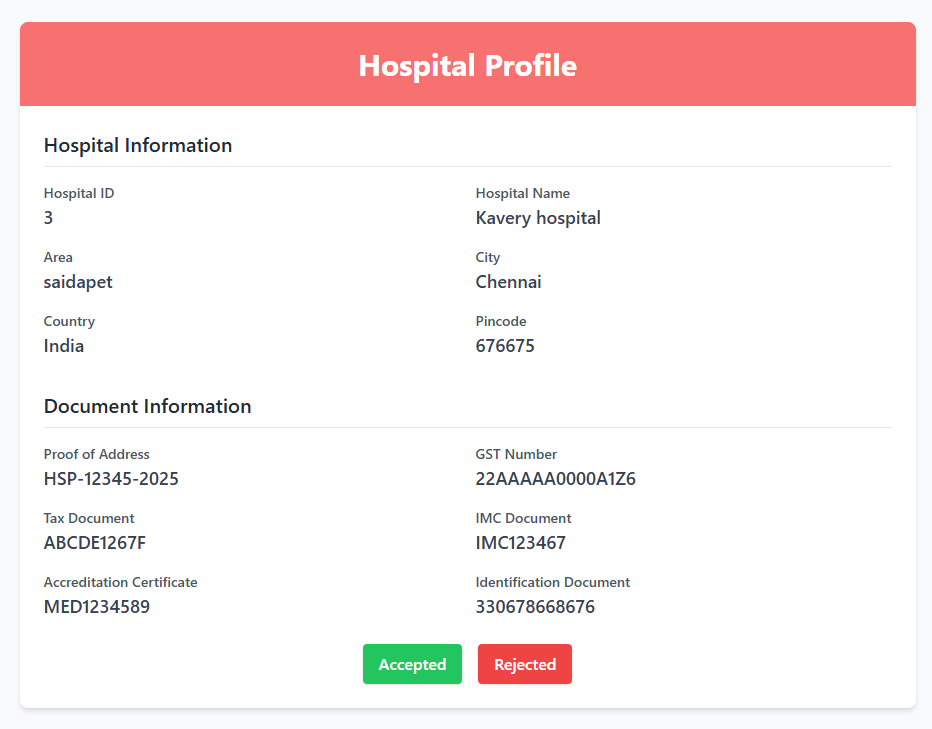 Hospital Profile
Hospital Information
Hospital ID
3
Hospital Name
Kavery hospital
Area
saidapet
City
Chennai
Country
India
Pincode
676675
Document Information
Proof of Address
HSP-12345-2025
GST Number
22AAAAA0000A1Z6
Tax Document
ABCDE1267F
IMC Document
IMC123467
Accreditation Certificate
MED1234589
Identification Document
330678668676
Accepted
Rejected